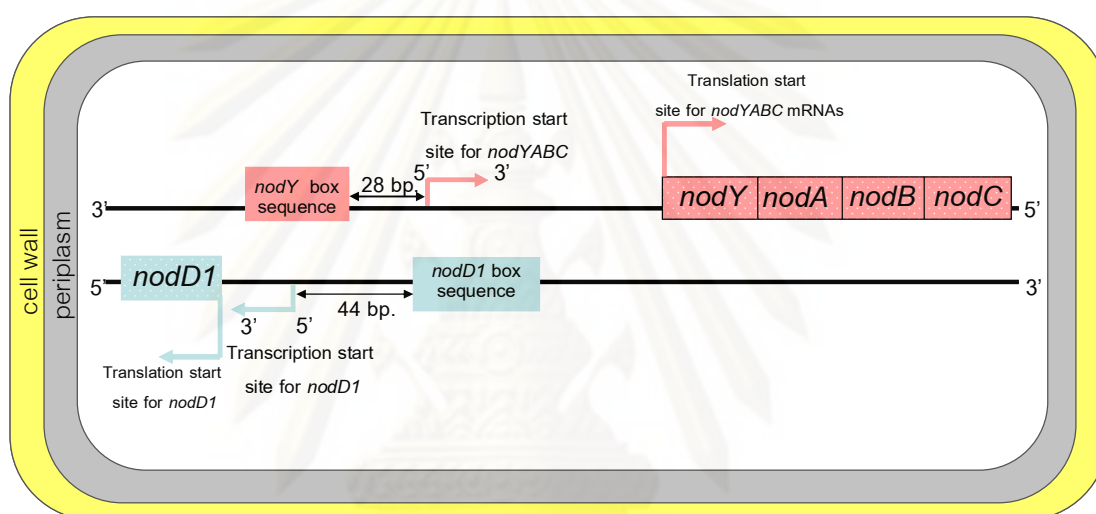 Translation start
site for nodYABC mRNAs
Transcription start
site for nodYABC
5’
3’
28 bp.
nodY box
sequence
3’
nodY
nodA
nodB
nodC
5’
cell wall
periplasm
5’
nodD1
nodD1 box
sequence
3’
44 bp.
3’
5’
Transcription start
site for nodD1
Translation start
site for nodD1